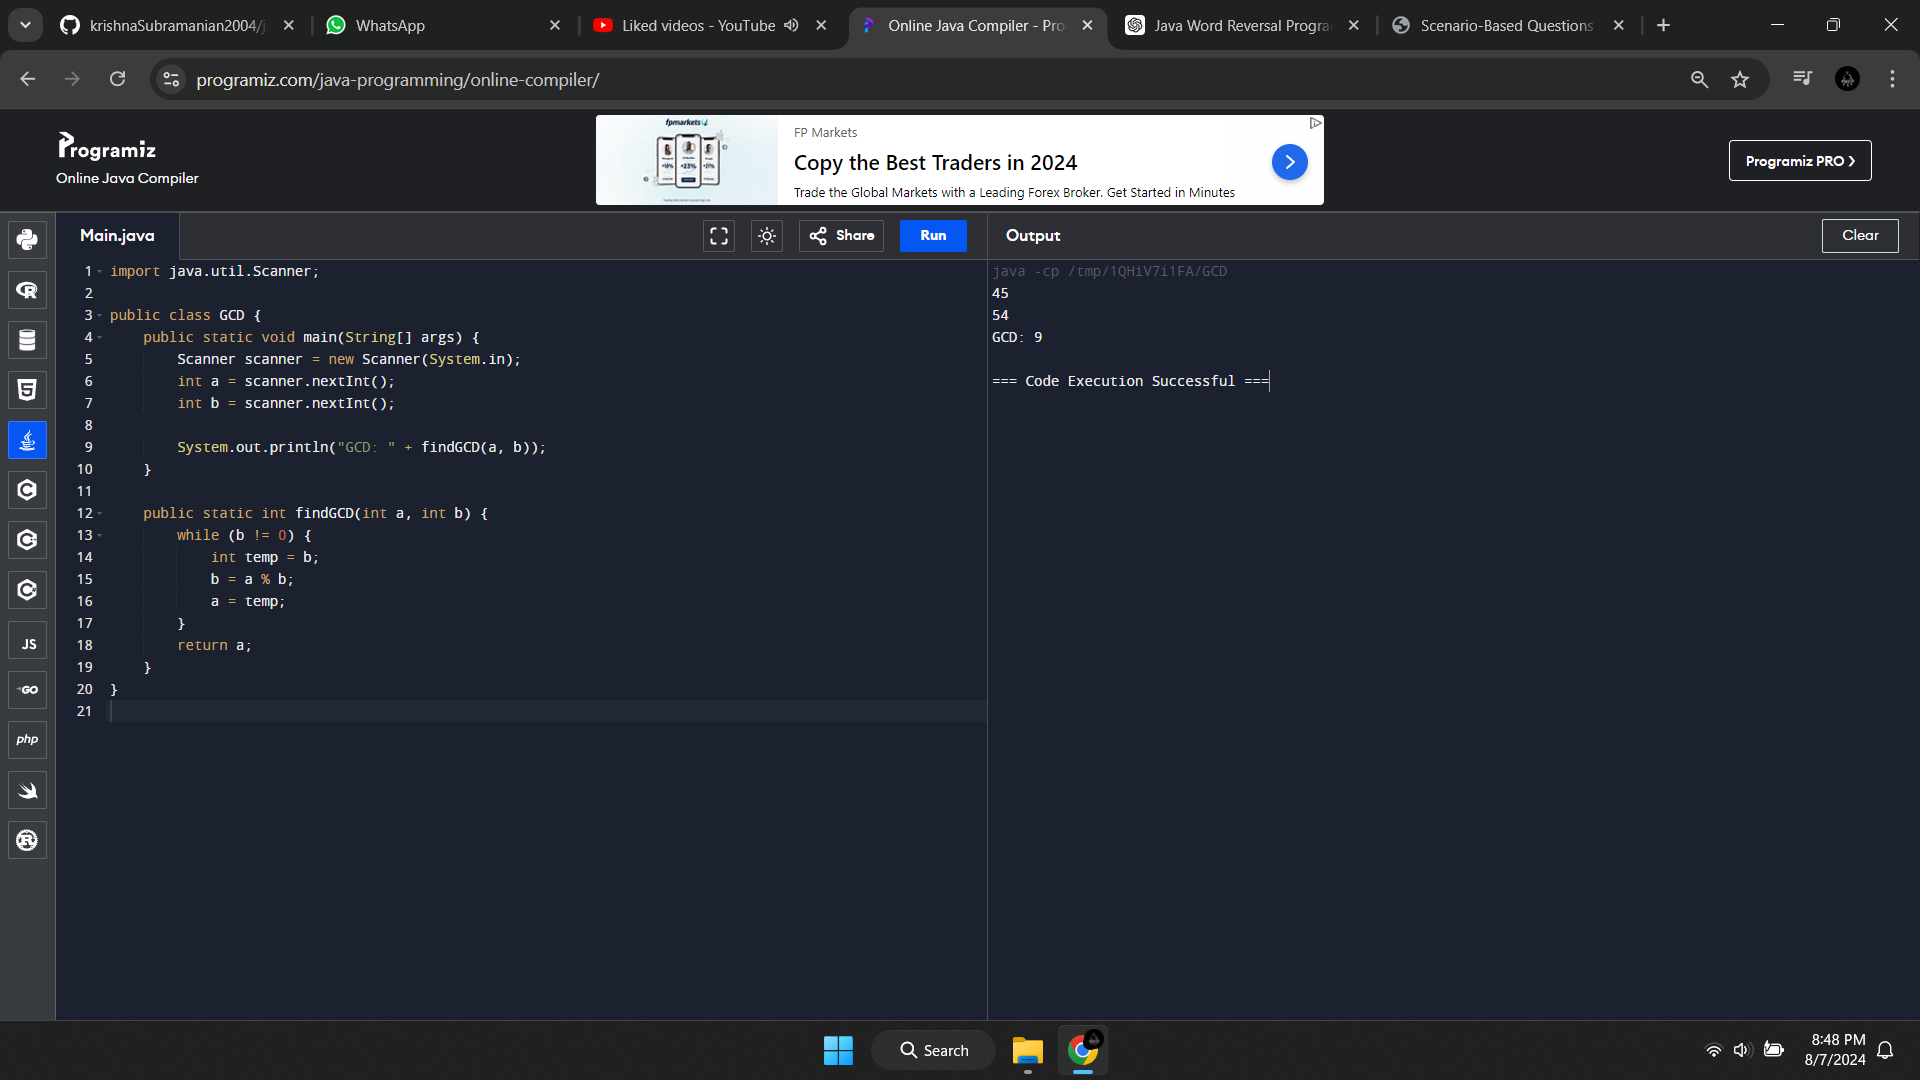 krishnaSubramanian2004/j
WhatsApp
Liked videos - YouTube
Online Java Compiler - Pro
Java Word Reversal Progra
Scenario-Based Questions
programiz.com/java-programming/online-compiler/
Programiz
Online Java Compiler
fpmarkets
FP Markets
Copy the Best Traders in 2024
Trade the Global Markets with a Leading Forex Broker. Get Started in Minutes
Programiz PRO >
Main.java
Share
Run
Output
Clear
1 import java.util.Scanner;
2
3 public class GCD {
4     public static void main(String[] args) {
5         Scanner scanner = new Scanner(System.in);
6         int a = scanner.nextInt();
7         int b = scanner.nextInt();
8
9         System.out.println("GCD: " + findGCD(a, b));
10     }
11
12     public static int findGCD(int a, int b) {
13         while (b != 0) {
14             int temp = b;
15             b = a % b;
16             a = temp;
17         }
18         return a;
19     }
20 }
21
java -cp /tmp/1QHiV7i1FA/GCD
45
54
GCD: 9
=== Code Execution Successful ===
JS
GO
php
Search
8:48 PM
8/7/2024